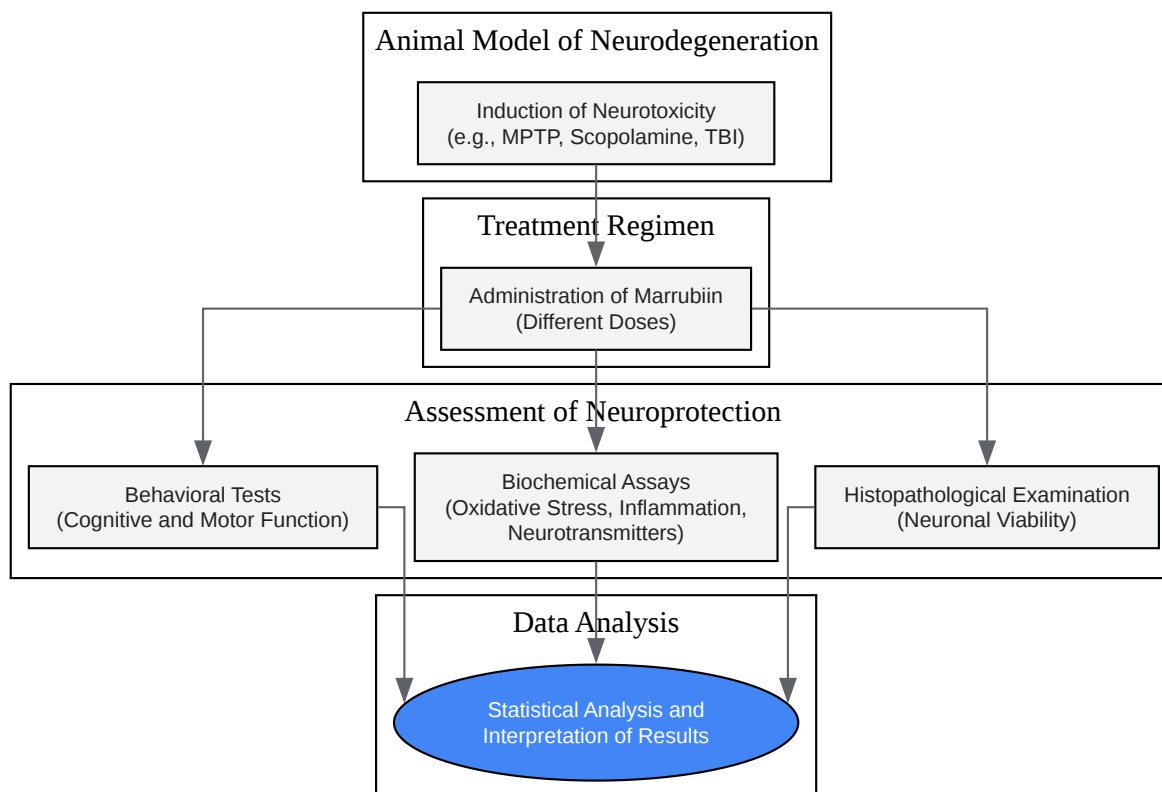 Animal Model of Neurodegeneration
Induction of Neurotoxicity
(e.g., MPTP, Scopolamine, TBI)
Treatment Regimen
Administration of Marrubiin
(Different Doses)
Assessment of Neuroprotection
Behavioral Tests
(Cognitive and Motor Function)
Biochemical Assays
(Oxidative Stress, Inflammation,
Neurotransmitters)
Histopathological Examination
(Neuronal Viability)
Data Analysis
Statistical Analysis and
Interpretation of Results